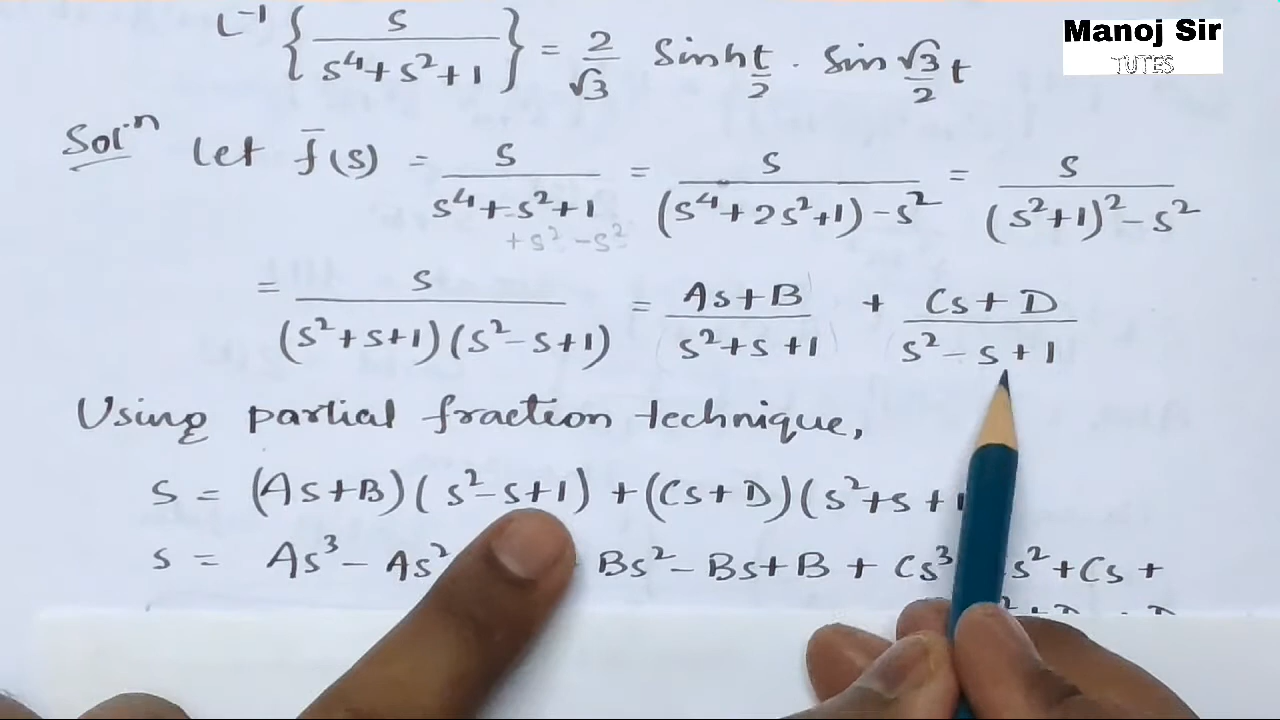 Manoj Sir
TUTES
L⁻¹ { s / (s⁴+s²+1) } = 2/√3 Sinh t/2 . Sin √3/2 t
Solⁿ Let f̄(s) = s / (s⁴+s²+1) = s / ((s⁴+2s²+1)-s²) = s / ((s²+1)²-s²)
+s² -s²
= s / ((s²+s+1)(s²-s+1)) = (As+B) / (s²+s+1) + (Cs+D) / (s²-s+1)
Using partial fraction technique,
s = (As+B)(s²-s+1)+(Cs+D)(s²+s+1
s = As³-As² Bs²-Bs+B+Cs³ s²+Cs+